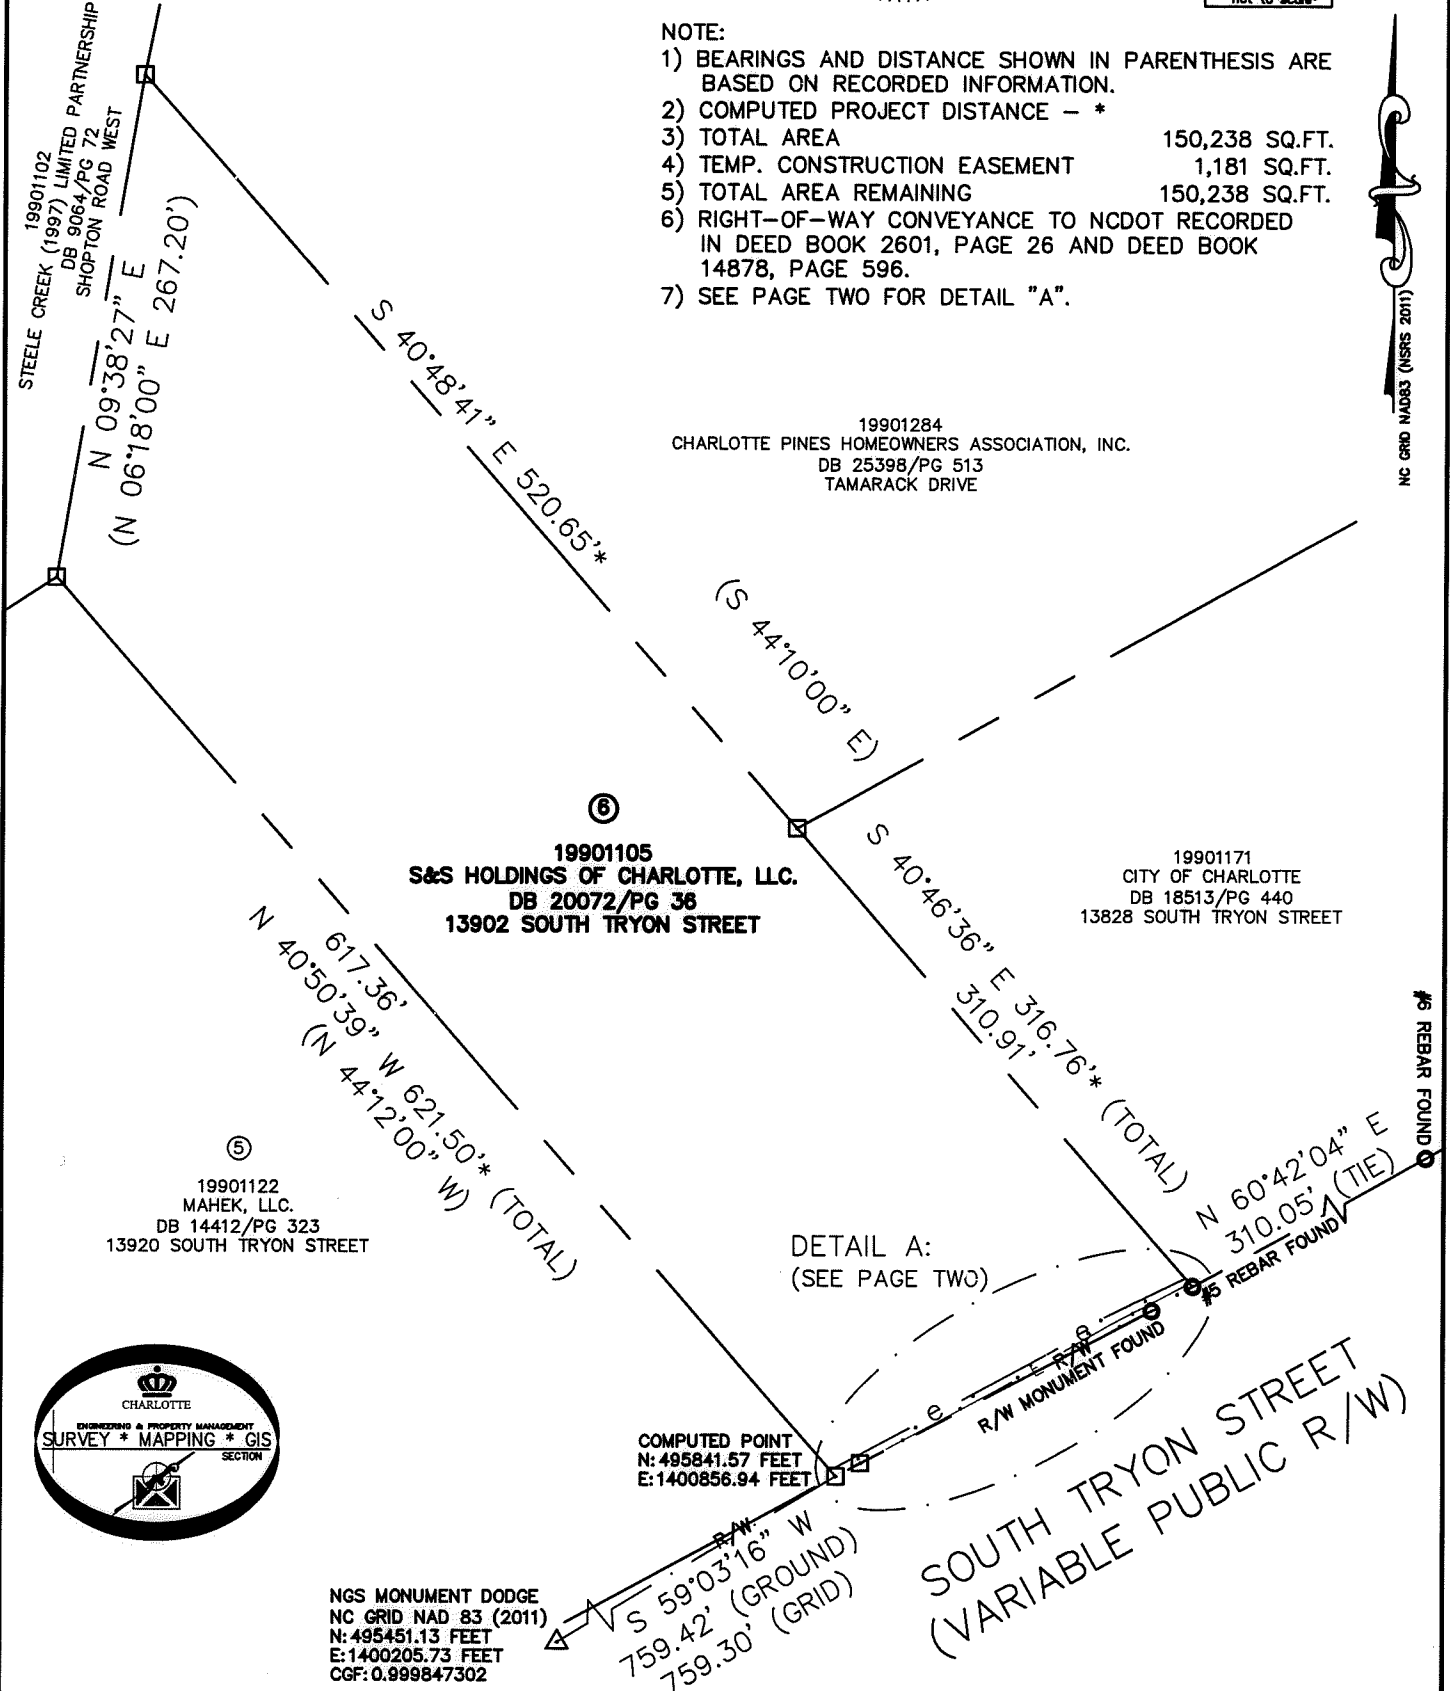 NOTE:
1) BEARINGS AND DISTANCE SHOWN IN PARENTHESIS ARE
BASED ON RECORDED INFORMATION.
2) COMPUTED PROJECT DISTANCE – *
3) TOTAL AREA 150,238 SQ.FT.
4) TEMP. CONSTRUCTION EASEMENT 1,181 SQ.FT.
5) TOTAL AREA REMAINING 150,238 SQ.FT.
6) RIGHT-OF-WAY CONVEYANCE TO NCDOT RECORDED
IN DEED BOOK 2601, PAGE 26 AND DEED BOOK
14878, PAGE 596.
7) SEE PAGE TWO FOR DETAIL "A".
NC GRID NAD83 (NSRS 2011)
19901102
STEELE CREEK (1997) LIMITED PARTNERSHIP
DB 9064/PG 72
SHOPTON ROAD WEST
N 09°38'27" E
(N 06°18'00" E 267.20')
S 40°48'41" E 520.65'*
(S 44°10'00" E)
19901284
CHARLOTTE PINES HOMEOWNERS ASSOCIATION, INC.
DB 25398/PG 513
TAMARACK DRIVE
6
19901105
S&S HOLDINGS OF CHARLOTTE, LLC.
DB 20072/PG 36
13902 SOUTH TRYON STREET
S 40°46'36" E 316.76'* (TOTAL)
310.91'
19901171
CITY OF CHARLOTTE
DB 18513/PG 440
13828 SOUTH TRYON STREET
617.36'
N 40°50'39" W 621.50'* (TOTAL)
(N 44°12'00" W)
#6 REBAR FOUND
5
19901122
MAHEK, LLC.
DB 14412/PG 323
13920 SOUTH TRYON STREET
N 60°42'04" E
310.05' (TIE)
#5 REBAR FOUND
DETAIL A:
(SEE PAGE TWO)
e
e
E
R/W
R/W MONUMENT FOUND
CHARLOTTE
ENGINEERING & PROPERTY MANAGEMENT
SURVEY * MAPPING * GIS
SECTION
COMPUTED POINT
N: 495841.57 FEET
E: 1400856.94 FEET
R/W
S 59°03'16" W
759.42' (GROUND)
759.30' (GRID)
SOUTH TRYON STREET
(VARIABLE PUBLIC R/W)
NGS MONUMENT DODGE
NC GRID NAD 83 (2011)
N: 495451.13 FEET
E: 1400205.73 FEET
CGF: 0.999847302